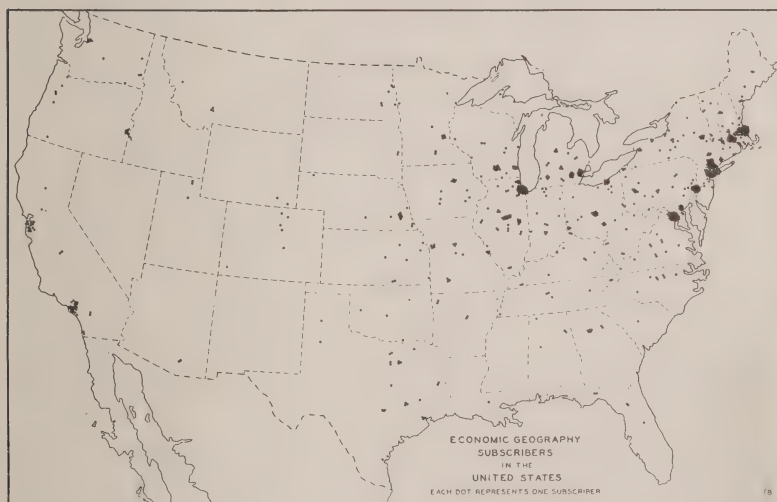 ECONOMIC GEOGRAPHY
SUBSCRIBERS
IN THE
UNITED STATES
EACH DOT REPRESENTS ONE SUBSCRIBER